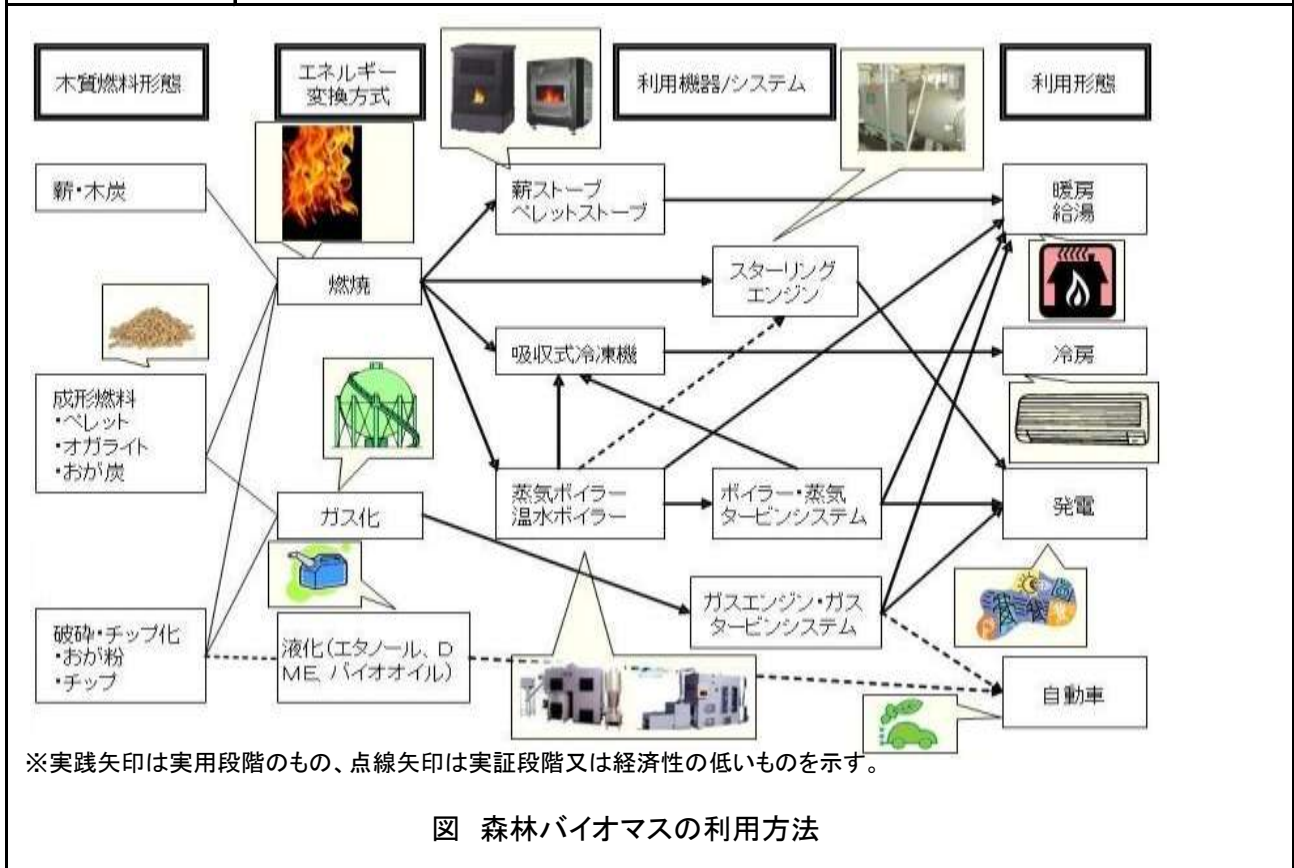 木質燃料形態
エネルギー
変換方式
利用機器/システム
利用形態
薪・木炭
燃焼
薪ストーブ
ペレットストーブ
スターリング
エンジン
暖房
給湯
吸収式冷凍機
冷房
成形燃料
・ペレット
・オガライト
・おが炭
ガス化
蒸気ボイラー
温水ボイラー
ボイラー・蒸気
タービンシステム
発電
ガスエンジン・ガス
タービンシステム
破砕・チップ化
・おが粉
・チップ
液化(エタノール、D
ME、バイオオイル)
自動車
※実践矢印は実用段階のもの、点線矢印は実証段階又は経済性の低いものを示す。
図 森林バイオマスの利用方法